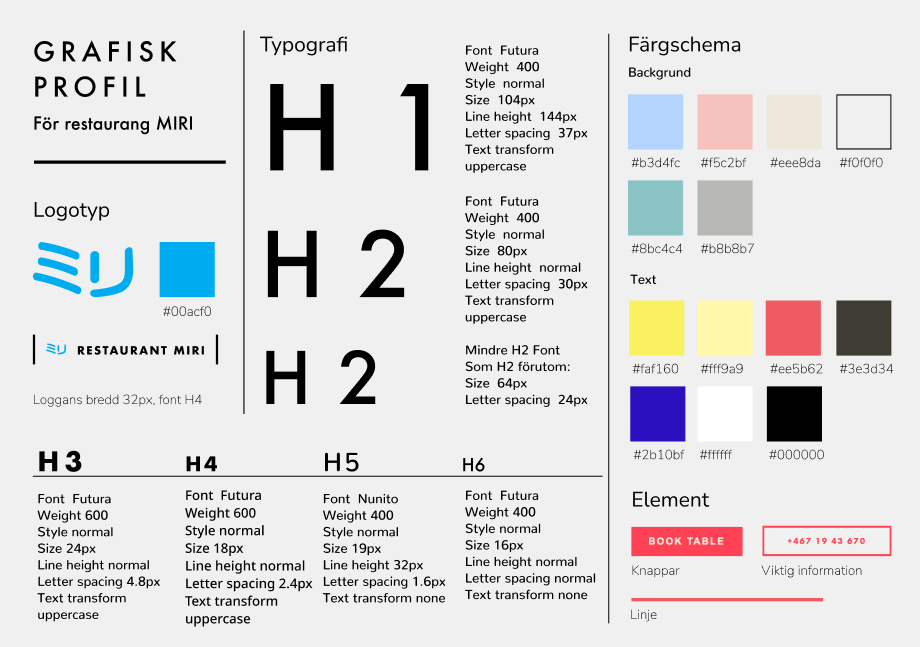 GRAFISK
PROFIL
För restaurang MIRI
Logotyp
ミリ
#00acf0
ミリ RESTAURANT MIRI
Loggans bredd 32px, font H4
Typografi
H 1
Font Futura
Weight 400
Style normal
Size 104px
Line height 144px
Letter spacing 37px
Text transform
uppercase
H 2
Font Futura
Weight 400
Style normal
Size 80px
Line height normal
Letter spacing 30px
Text transform
uppercase
H 2
Mindre H2 Font
Som H2 förutom:
Size 64px
Letter spacing 24px
H3
Font Futura
Weight 600
Style normal
Size 24px
Line height normal
Letter spacing 4.8px
Text transform
uppercase
H4
Font Futura
Weight 600
Style normal
Size 18px
Line height normal
Letter spacing 2.4px
Text transform
uppercase
H5
Font Nunito
Weight 400
Style normal
Size 19px
Line height 32px
Letter spacing 1.6px
Text transform none
H6
Font Futura
Weight 400
Style normal
Size 16px
Line height normal
Letter spacing normal
Text transform none
Färgschema
Backgrund
#b3d4fc #f5c2bf #eee8da #f0f0f0
#8bc4c4 #b8b8b7
Text
#faf160 #fff9a9 #ee5b62 #3e3d34
#2b10bf #ffffff #000000
Element
BOOK TABLE +467 19 43 670
Knappar Viktig information
Linje